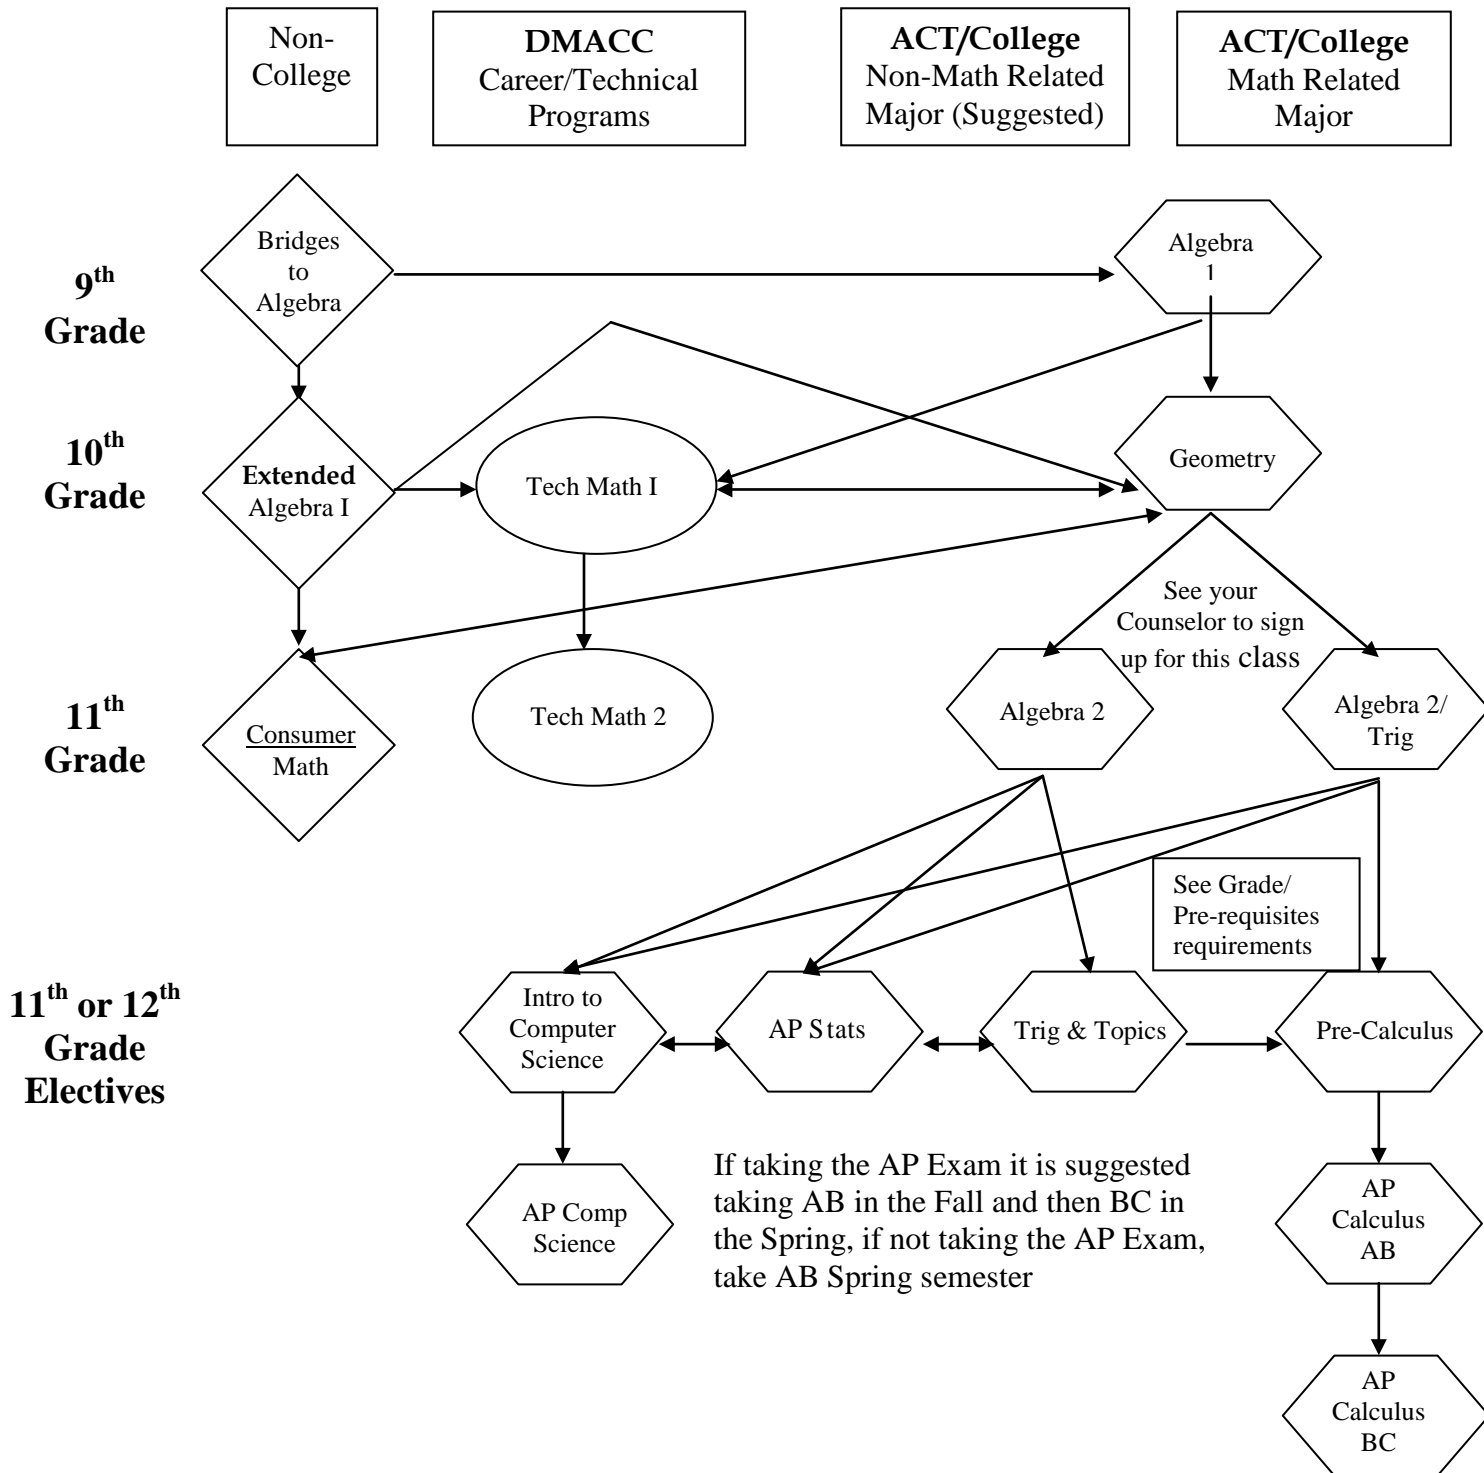 Non-
College
DMACC
Career/Technical
Programs
ACT/College
Non-Math Related
Major (Suggested)
ACT/College
Math Related
Major
9th
Grade
Bridges
to
Algebra
Algebra
1
10th
Grade
Extended
Algebra I
Tech Math I
Geometry
See your
Counselor to sign
up for this class
11th
Grade
Consumer
Math
Tech Math 2
Algebra 2
Algebra 2/
Trig
See Grade/
Pre-requisites
requirements
11th or 12th
Grade
Electives
Intro to
Computer
Science
AP Stats
Trig & Topics
Pre-Calculus
AP Comp
Science
If taking the AP Exam it is suggested
taking AB in the Fall and then BC in
the Spring, if not taking the AP Exam,
take AB Spring semester
AP
Calculus
AB
AP
Calculus
BC